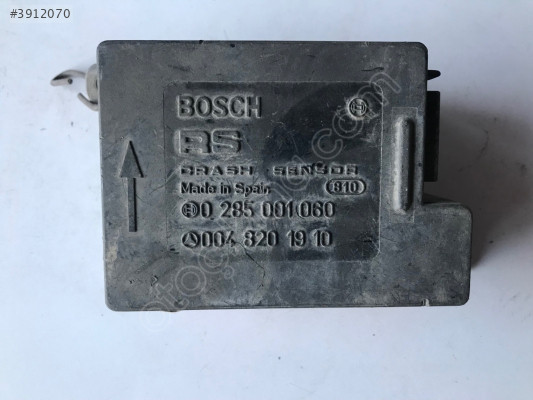 #3912070
BOSCH
RS
CRASH SENSOR
Made in Spain 810
0 285 001 060
004 820 19 10